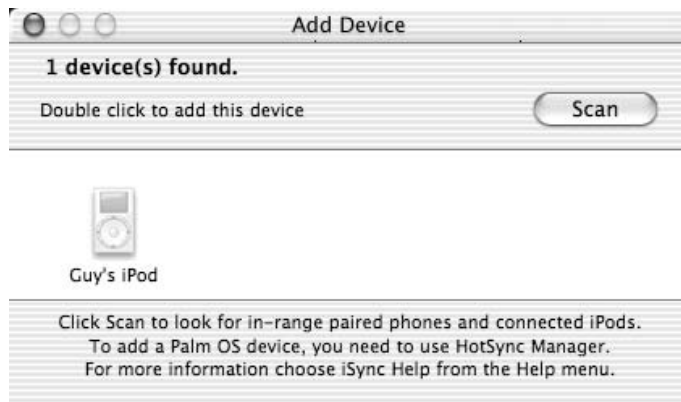 Add Device
1 device(s) found.
Double click to add this device
Scan
Guy's iPod
Click Scan to look for in-range paired phones and connected iPods.
To add a Palm OS device, you need to use HotSync Manager.
For more information choose iSync Help from the Help menu.